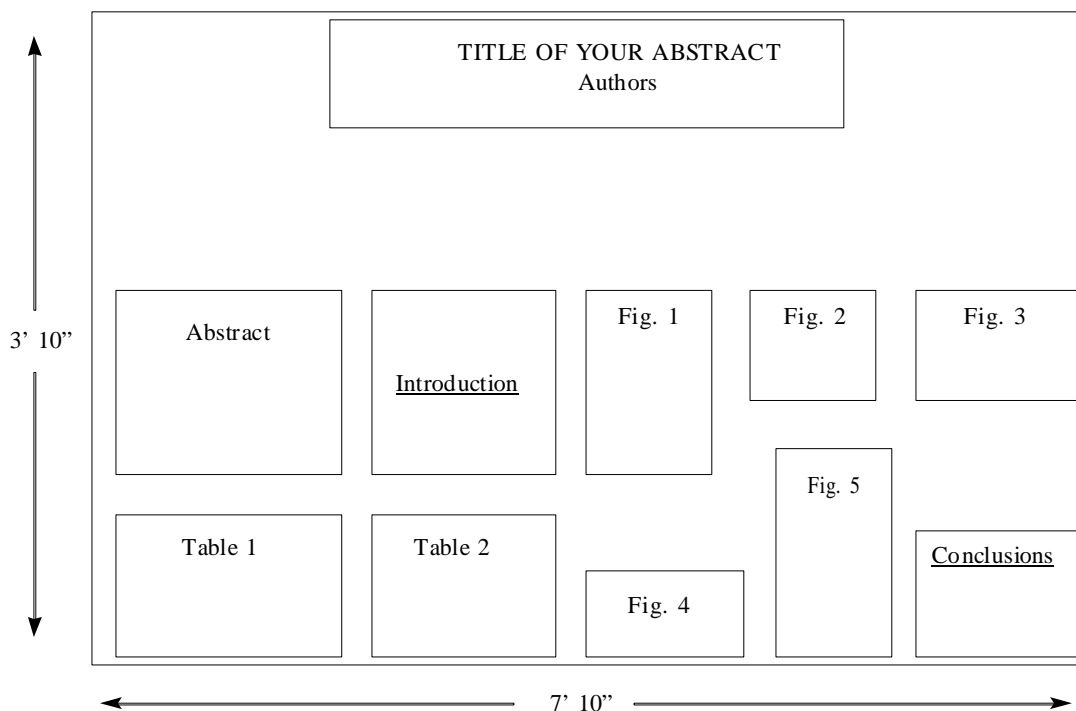 TITLE OF YOUR ABSTRACT
Authors
3’ 10”
Abstract
Introduction
Fig. 1
Fig. 2
Fig. 3
Table 1
Table 2
Fig. 4
Fig. 5
Conclusions
7’ 10”